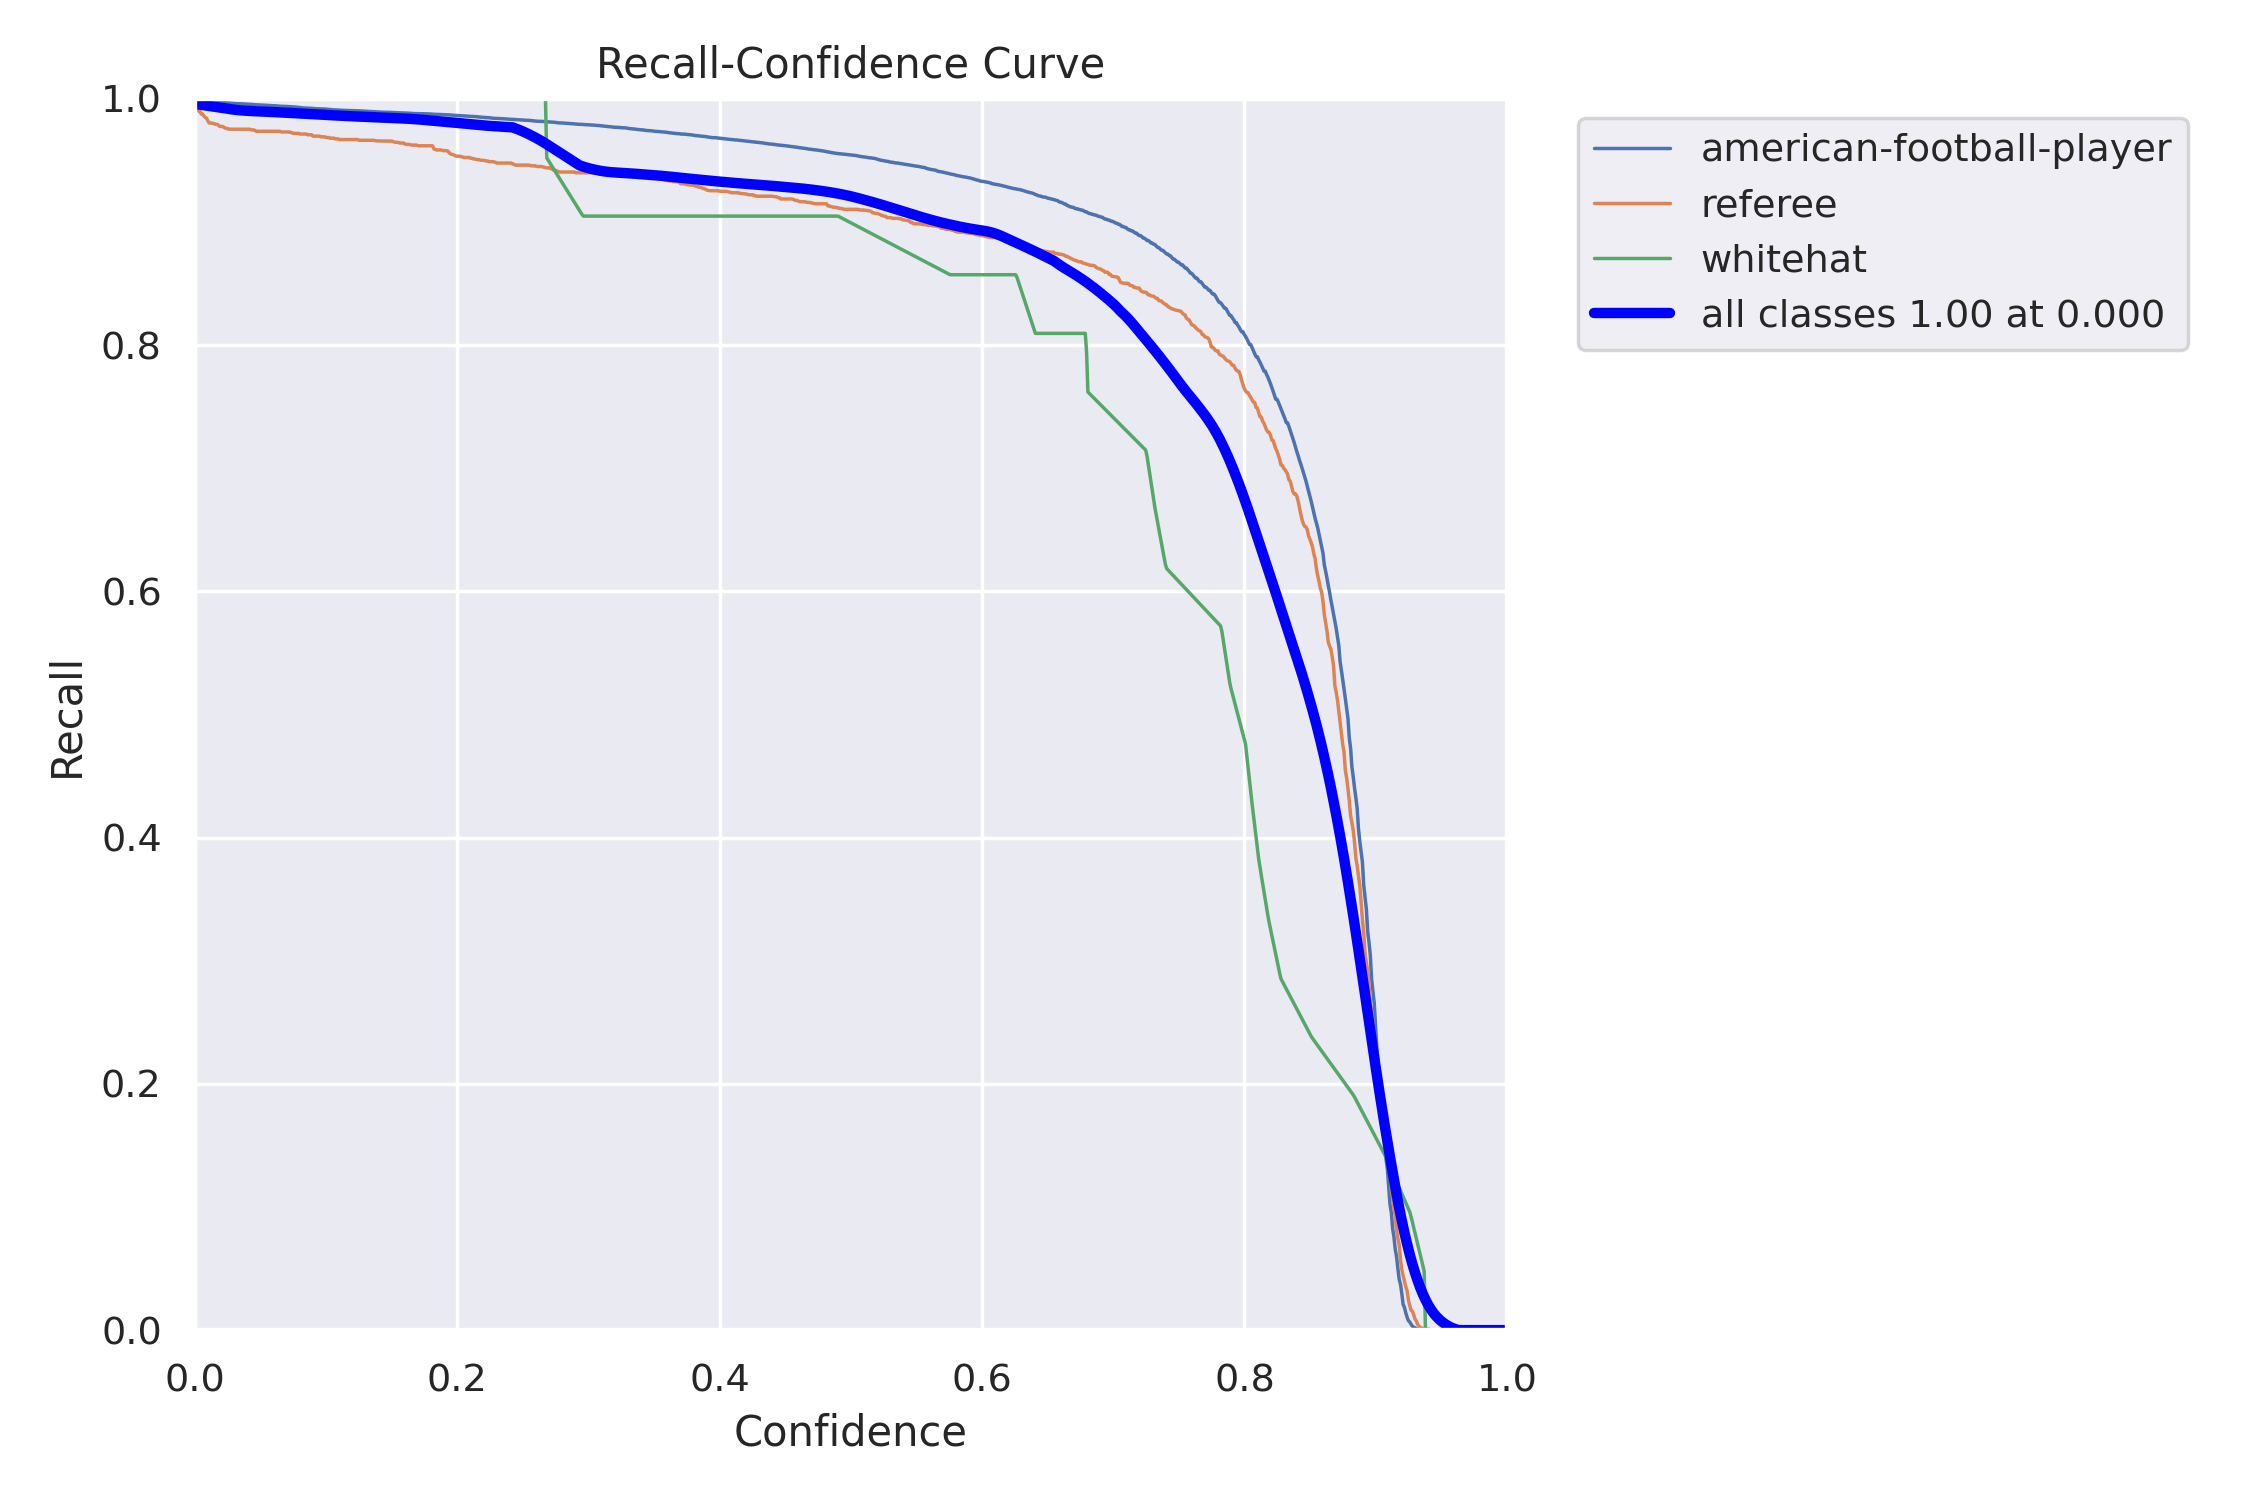 Recall-Confidence Curve
1.0
0.8
0.6
0.4
0.2
0.0
Recall
0.0 0.2 0.4 0.6 0.8 1.0
Confidence
american-football-player
referee
whitehat
all classes 1.00 at 0.000